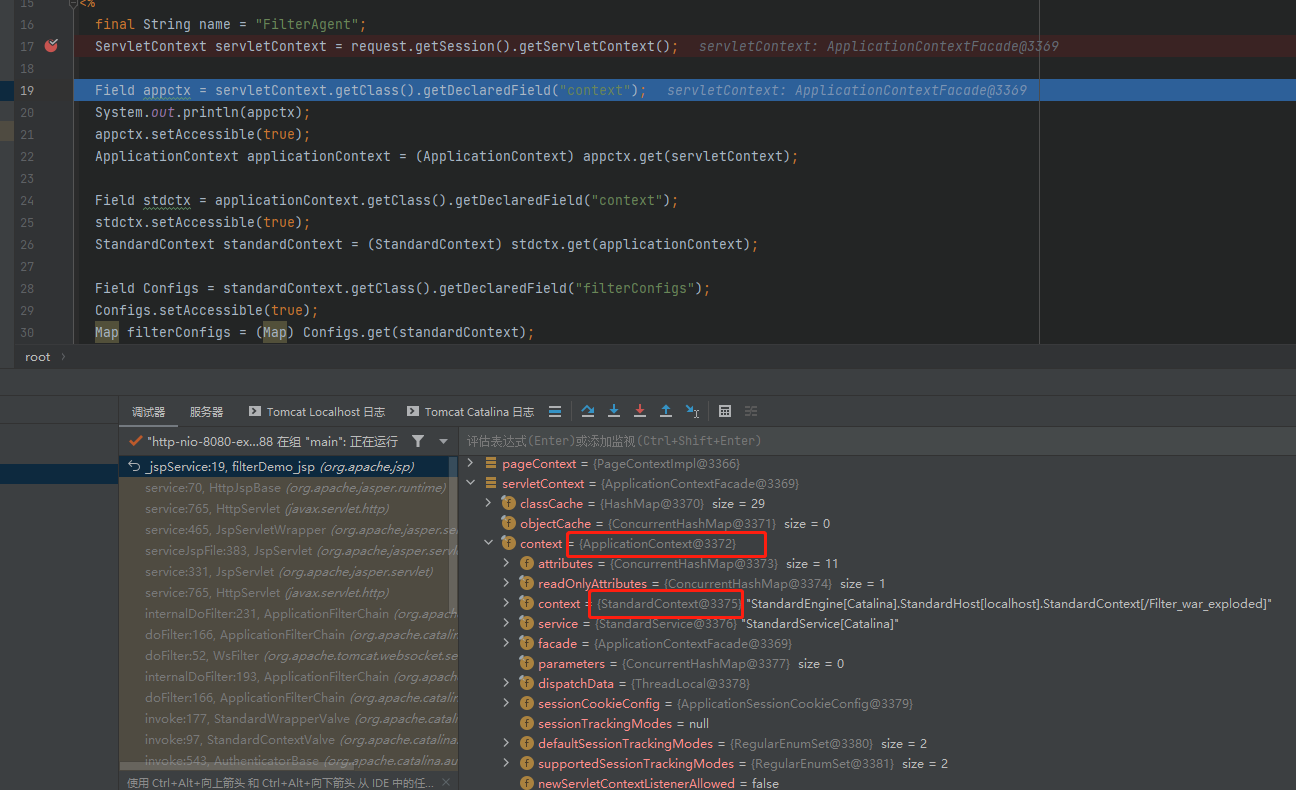 15 <%
16 final String name = "FilterAgent";
17 ServletContext servletContext = request.getSession().getServletContext(); servletContext: ApplicationContextFacade@3369
18
19 Field appctx = servletContext.getClass().getDeclaredField("context"); servletContext: ApplicationContextFacade@3369
20 System.out.println(appctx);
21 appctx.setAccessible(true);
22 ApplicationContext applicationContext = (ApplicationContext) appctx.get(servletContext);
23
24 Field stdctx = applicationContext.getClass().getDeclaredField("context");
25 stdctx.setAccessible(true);
26 StandardContext standardContext = (StandardContext) stdctx.get(applicationContext);
27
28 Field Configs = standardContext.getClass().getDeclaredField("filterConfigs");
29 Configs.setAccessible(true);
30 Map filterConfigs = (Map) Configs.get(standardContext);
root
调试器 服务器 Tomcat Localhost 日志 Tomcat Catalina 日志
"http-nio-8080-ex...88 在组 "main": 正在运行
_jspService:19, filterDemo_jsp (org.apache.jsp)
service:70, HttpJspBase (org.apache.jasper.runtime)
service:765, HttpServlet (javax.servlet.http)
service:465, JspServletWrapper (org.apache.jasper.se
serviceJspFile:383, JspServlet (org.apache.jasper.serv
service:331, JspServlet (org.apache.jasper.servlet)
service:765, HttpServlet (javax.servlet.http)
internalDoFilter:231, ApplicationFilterChain (org.apac
doFilter:166, ApplicationFilterChain (org.apache.catali
doFilter:52, WsFilter (org.apache.tomcat.websocket.se
internalDoFilter:193, ApplicationFilterChain (org.apac
doFilter:166, ApplicationFilterChain (org.apache.catali
invoke:177, StandardWrapperValve (org.apache.catal
invoke:97, StandardContextValve (org.apache.catalina
invoke:543, AuthenticatorBase (org.apache.catalina.au
使用 Ctrl+Alt+向上箭头 和 Ctrl+Alt+向下箭头 从 IDE 中的任...
评估表达式(Enter)或添加监视(Ctrl+Shift+Enter)
pageContext = {PageContextImpl@3366}
servletContext = {ApplicationContextFacade@3369}
classCache = {HashMap@3370} size = 29
objectCache = {ConcurrentHashMap@3371} size = 0
context = {ApplicationContext@3372}
attributes = {ConcurrentHashMap@3373} size = 11
readOnlyAttributes = {ConcurrentHashMap@3374} size = 1
context = {StandardContext@3375} "StandardEngine[Catalina].StandardHost[localhost].StandardContext[/Filter_war_exploded]"
service = {StandardService@3376} "StandardService[Catalina]"
facade = {ApplicationContextFacade@3369}
parameters = {ConcurrentHashMap@3377} size = 0
dispatchData = {ThreadLocal@3378}
sessionCookieConfig = {ApplicationSessionCookieConfig@3379}
sessionTrackingModes = null
defaultSessionTrackingModes = {RegularEnumSet@3380} size = 2
supportedSessionTrackingModes = {RegularEnumSet@3381} size = 2
newServletContextListenerAllowed = false